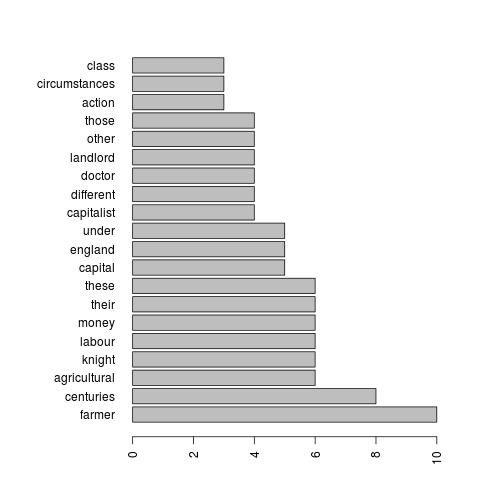 class
circumstances
action
those
other
landlord
doctor
different
capitalist
under
england
capital
these
their
money
labour
knight
agricultural
centuries
farmer
0 2 4 6 8 10